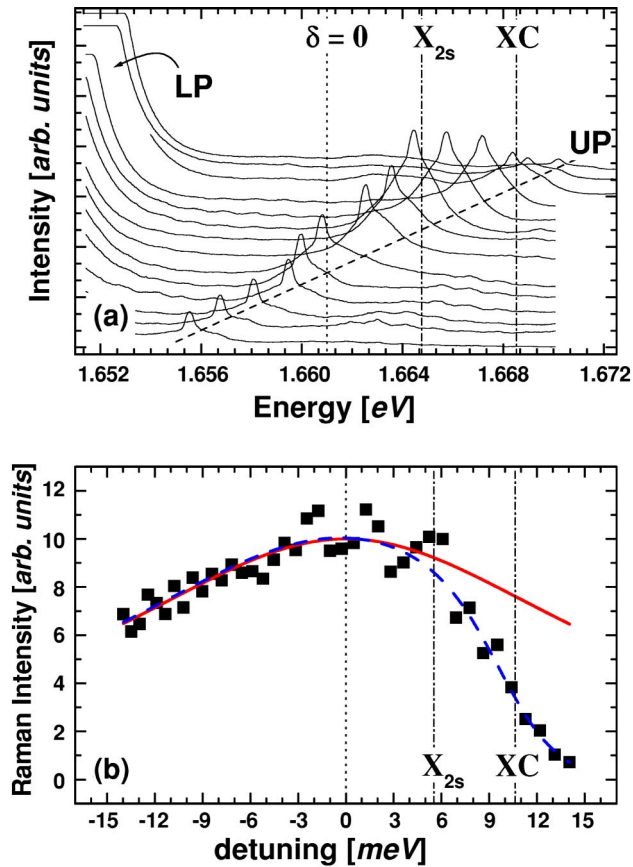 δ = 0 X2s XC
LP
UP
Intensity [arb. units]
(a)
1.652 1.656 1.660 1.664 1.668 1.672
Energy [eV]
Raman Intensity [arb. units]
12
10
8
6
4
2
0
(b)
X2s XC
-15 -12 -9 -6 -3 0 3 6 9 12 15
detuning [meV]